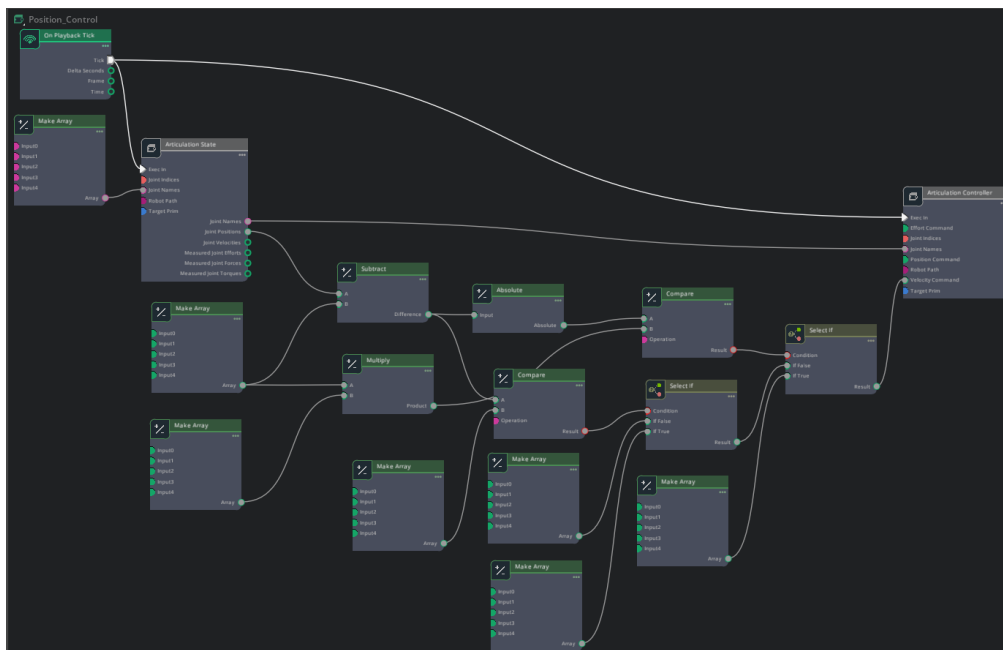 Position_Control
On Playback Tick
Tick
Delta Seconds
Frame
Time
Make Array
Input0
Input1
Input2
Input3
Input4
Array
Articulation State
Exec In
Joint Indices
Joint Names
Robot Path
Target Prim
Joint Names
Joint Positions
Joint Velocities
Measured Joint Efforts
Measured Joint Forces
Measured Joint Torques
Articulation Controller
Exec In
Effort Command
Joint Indices
Joint Names
Position Command
Robot Path
Velocity Command
Target Prim
Subtract
A
B
Difference
Absolute
Input
Absolute
Compare
A
B
Operation
Result
Make Array
Input0
Input1
Input2
Input3
Input4
Array
Multiply
A
B
Product
Compare
A
B
Operation
Result
Select If
Condition
If False
If True
Result
Select If
Condition
If False
If True
Result
Make Array
Input0
Input1
Input2
Input3
Input4
Array
Make Array
Input0
Input1
Input2
Input3
Input4
Array
Make Array
Input0
Input1
Input2
Input3
Input4
Array
Make Array
Input0
Input1
Input2
Input3
Input4
Array
Make Array
Input0
Input1
Input2
Input3
Input4
Array